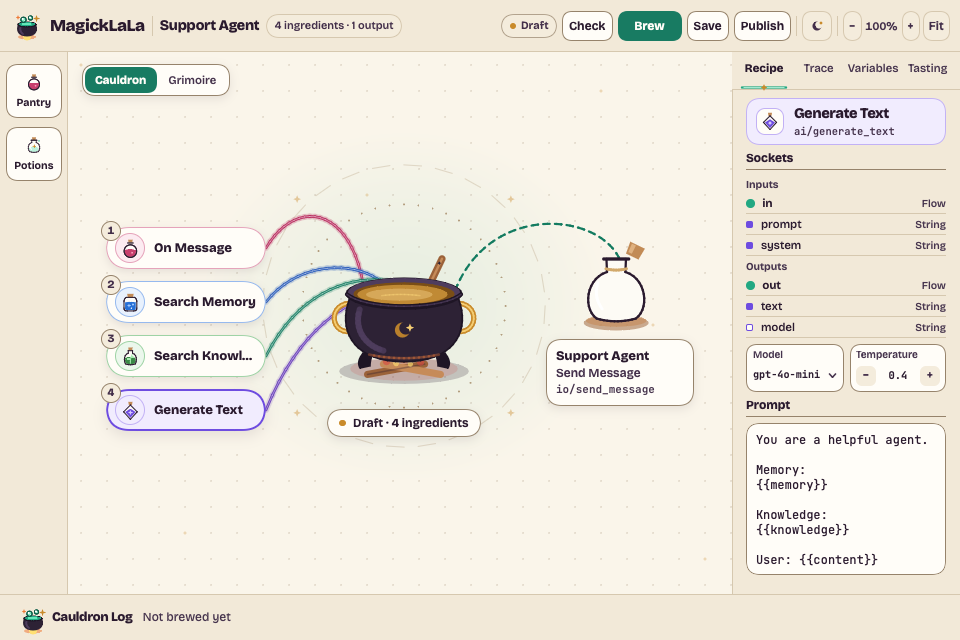 MagickLaLa
Support Agent
4 ingredients · 1 output
Draft
Check
Brew
Save
Publish
− 100% +
Fit
Pantry
Potions
Cauldron
Grimoire
1
On Message
2
Search Memory
3
Search Knowl...
4
Generate Text
Draft · 4 ingredients
Support Agent
Send Message
io/send_message
Recipe
Trace
Variables
Tasting
Generate Text
ai/generate_text
Sockets
Inputs
in Flow
prompt String
system String
Outputs
out Flow
text String
model String
Model
gpt-4o-mini
Temperature
− 0.4 +
Prompt
You are a helpful agent.
Memory:
{{memory}}
Knowledge:
{{knowledge}}
User: {{content}}
Cauldron Log
Not brewed yet